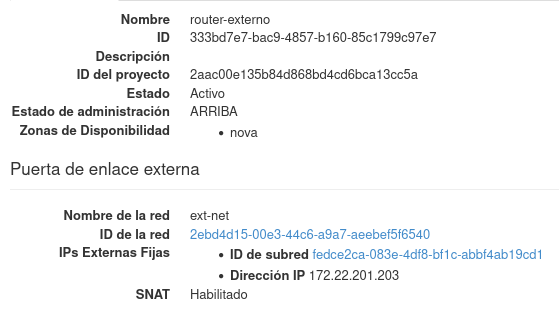 Nombre router-externo
ID 333bd7e7-bac9-4857-b160-85c1799c97e7
Descripción
ID del proyecto 2aac00e135b84d868bd4cd6bca13cc5a
Estado Activo
Estado de administración ARRIBA
Zonas de Disponibilidad • nova
Puerta de enlace externa
Nombre de la red ext-net
ID de la red 2ebd4d15-00e3-44c6-a9a7-aeebef5f6540
IPs Externas Fijas • ID de subred fedce2ca-083e-4df8-bf1c-abbf4ab19cd1
• Dirección IP 172.22.201.203
SNAT Habilitado